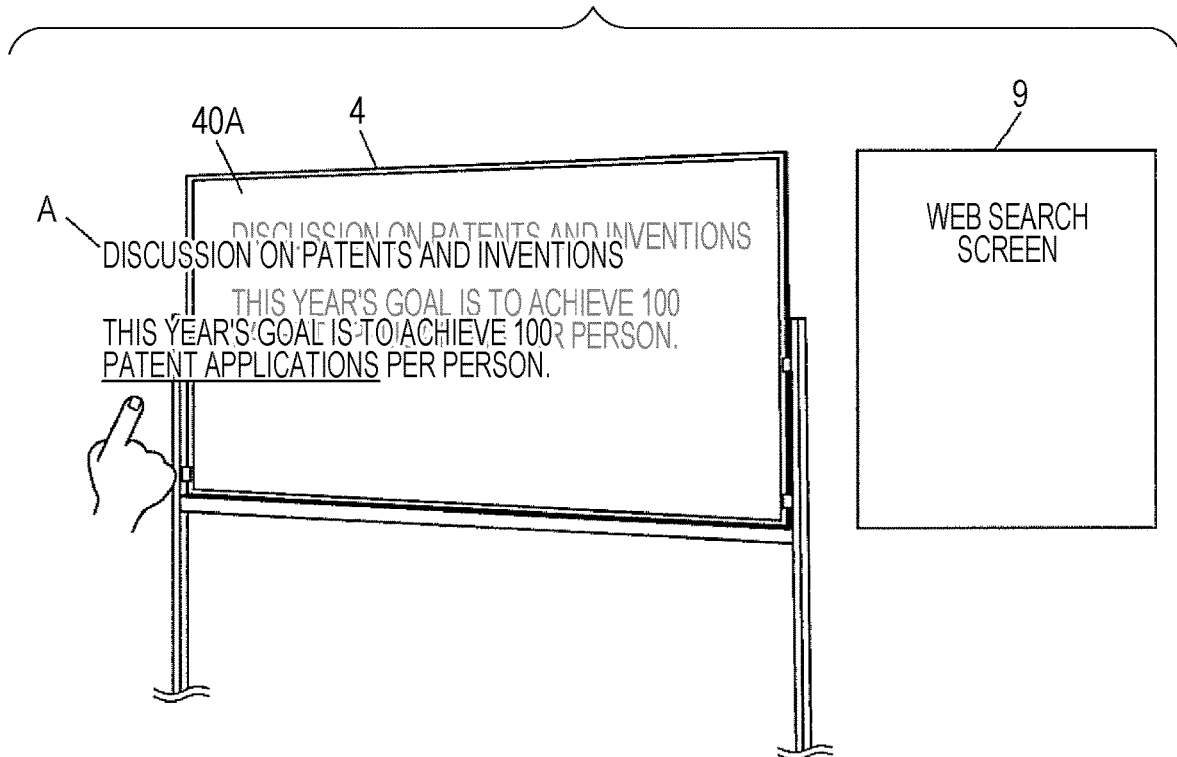 40A
4
9
A
DISCUSSION ON PATENTS AND INVENTIONS
DISCUSSION ON PATENTS AND INVENTIONS
THIS YEAR'S GOAL IS TO ACHIEVE 100
R PERSON.
THIS YEAR'S GOAL IS TO ACHIEVE 100
PATENT APPLICATIONS PER PERSON.
WEB SEARCH
SCREEN